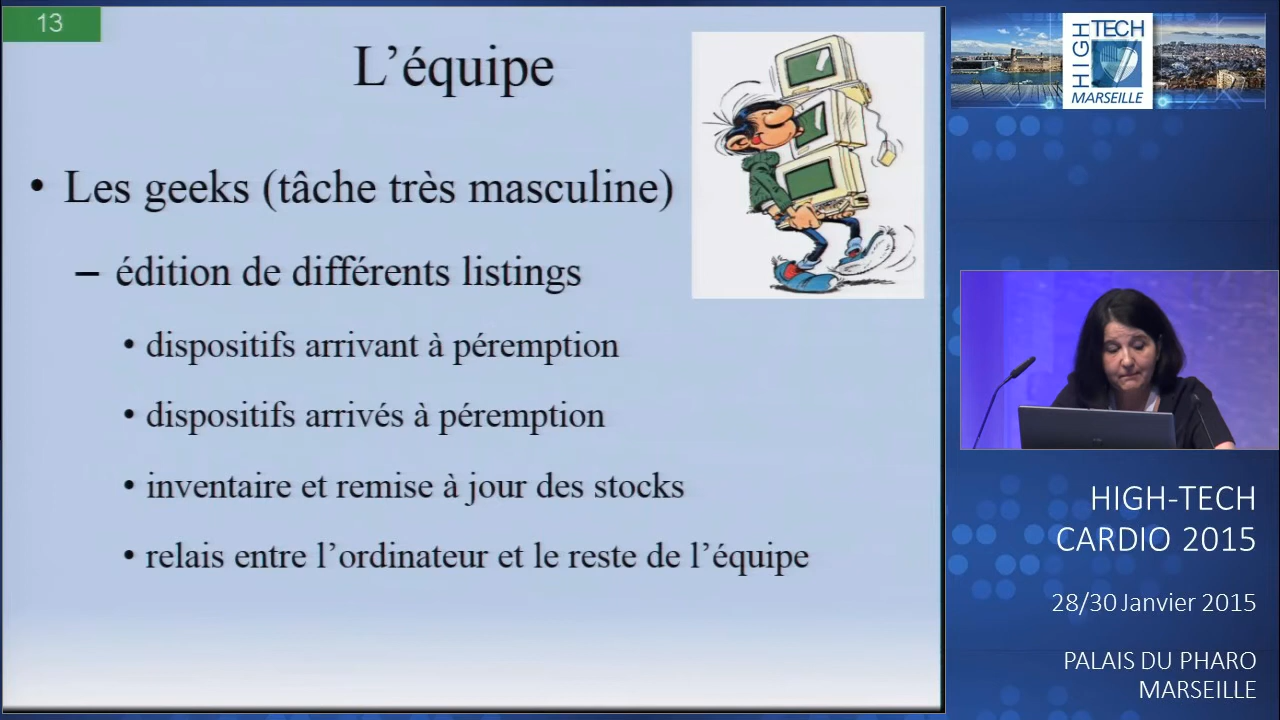 13
L’équipe
• Les geeks (tâche très masculine)
– édition de différents listings
• dispositifs arrivant à péremption
• dispositifs arrivés à péremption
• inventaire et remise à jour des stocks
• relais entre l’ordinateur et le reste de l’équipe
HIGH
TECH
MARSEILLE
HIGH-TECH
CARDIO 2015
28/30 Janvier 2015
PALAIS DU PHARO
MARSEILLE